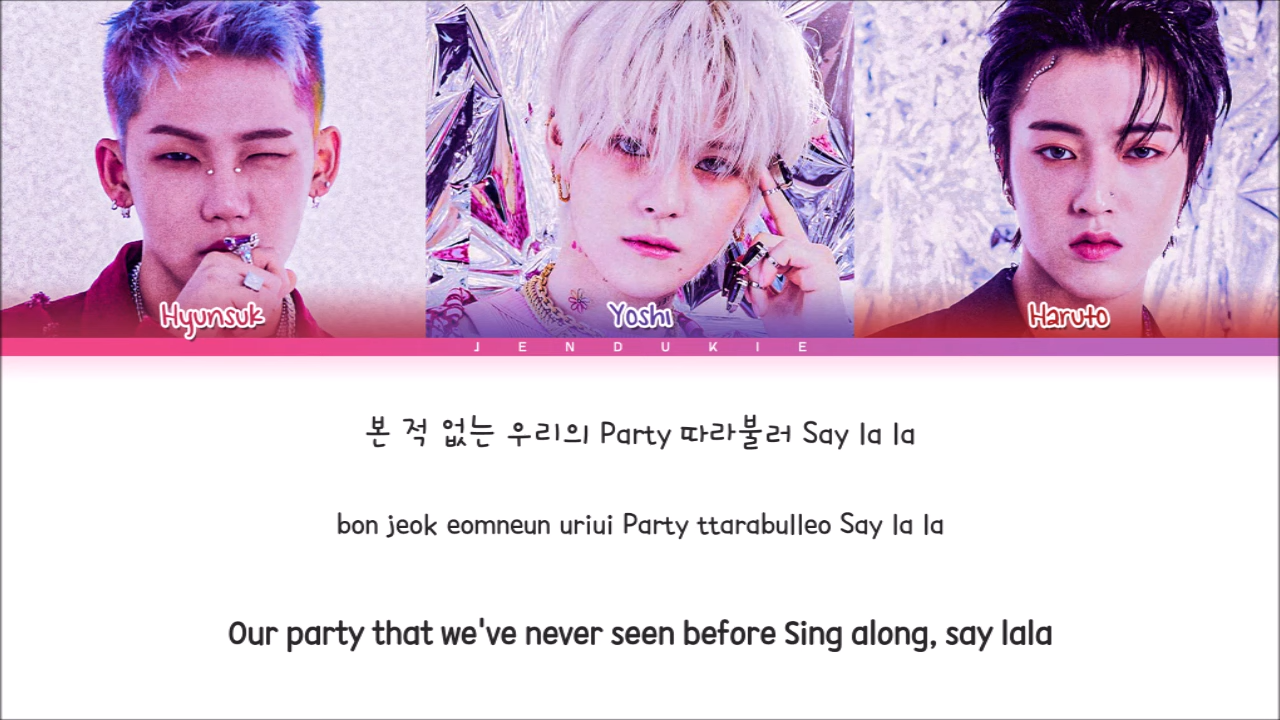 Hyunsuk
Yoshi
Haruto
JENDUKIE
본 적 없는 우리의 Party 따라불러 Say la la
bon jeok eomneun uriui Party ttarabulleo Say la la
Our party that we've never seen before Sing along, say lala